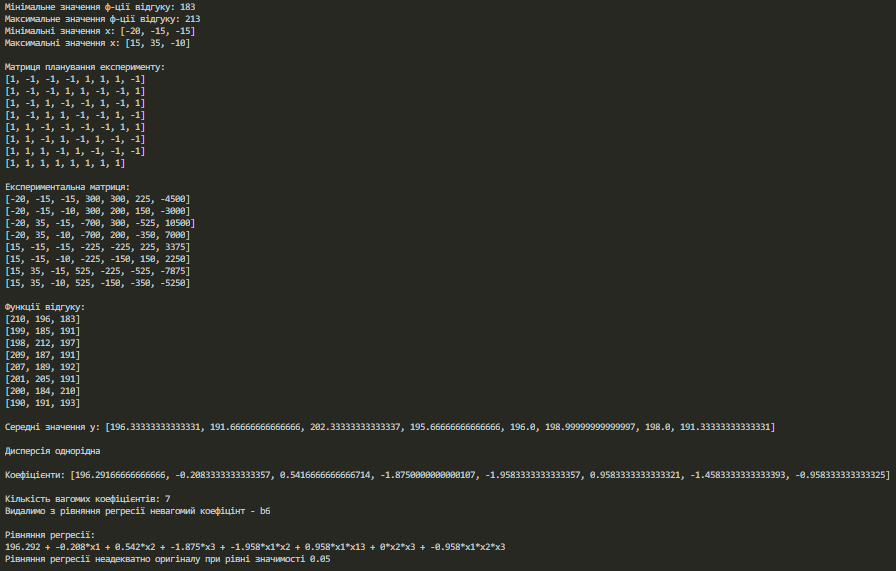 Мінімальне значення ф-ції відгуку: 183
Максимальне значення ф-ції відгуку: 213
Мінімальні значення х: [-20, -15, -15]
Максимальні значення х: [15, 35, -10]
Матриця планування експерименту:
[1, -1, -1, -1, 1, 1, 1, -1]
[1, -1, -1, 1, 1, -1, -1, 1]
[1, -1, 1, -1, -1, 1, -1, 1]
[1, -1, 1, 1, -1, -1, 1, -1]
[1, 1, -1, -1, -1, -1, 1, 1]
[1, 1, -1, 1, -1, 1, -1, -1]
[1, 1, 1, -1, 1, -1, -1, -1]
[1, 1, 1, 1, 1, 1, 1, 1]
Експериментальна матриця:
[-20, -15, -15, 300, 300, 225, -4500]
[-20, -15, -10, 300, 200, 150, -3000]
[-20, 35, -15, -700, 300, -525, 10500]
[-20, 35, -10, -700, 200, -350, 7000]
[15, -15, -15, -225, -225, 225, 3375]
[15, -15, -10, -225, -150, 150, 2250]
[15, 35, -15, 525, -225, -525, -7875]
[15, 35, -10, 525, -150, -350, -5250]
Функції відгуку:
[210, 196, 183]
[199, 185, 191]
[198, 212, 197]
[209, 187, 191]
[207, 189, 192]
[201, 205, 191]
[200, 184, 210]
[190, 191, 193]
Середні значення y: [196.33333333333331, 191.66666666666666, 202.33333333333337, 195.66666666666666, 196.0, 198.99999999999997, 198.0, 191.33333333333331]
Дисперсія однорідна
Коефіцієнти: [196.29166666666666, -0.2083333333333357, 0.5416666666666714, -1.8750000000000107, -1.9583333333333357, 0.9583333333333321, -1.4583333333333393, -0.9583333333333325]
Кількість вагомих коефіцієнтів: 7
Видалимо з рівняння регресії невагомий коефіцінт - b6
Рівняння регресії:
196.292 + -0.208*x1 + 0.542*x2 + -1.875*x3 + -1.958*x1*x2 + 0.958*x1*x13 + 0*x2*x3 + -0.958*x1*x2*x3
Рівняння регресії неадекватно оригіналу при рівні значимості 0.05